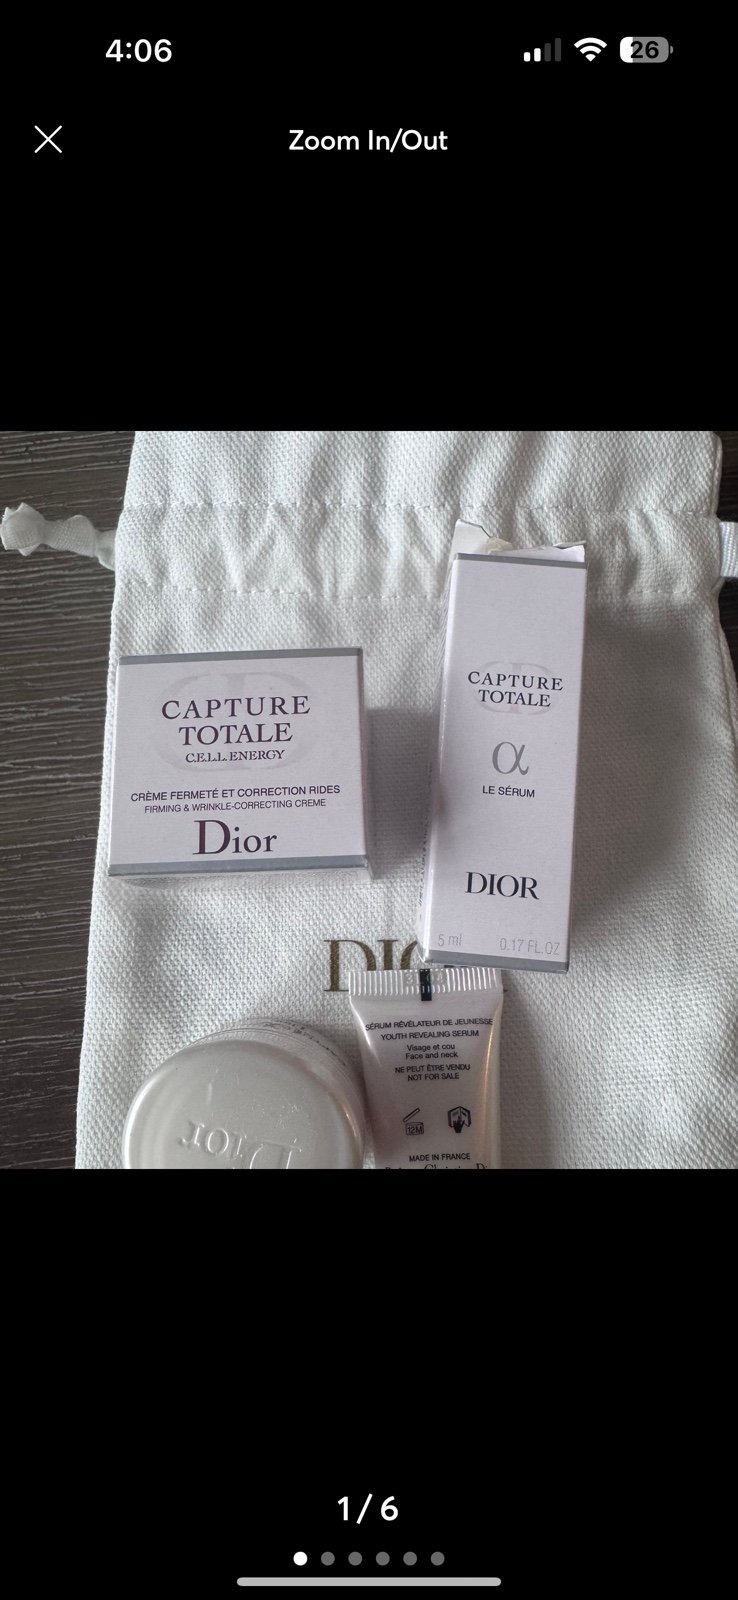 4:06
26
Zoom In/Out
CAPTURE
TOTALE
C.E.L.L. ENERGY
CRÈME FERMETÉ ET CORRECTION RIDES
FIRMING & WRINKLE-CORRECTING CREME
Dior
CAPTURE
TOTALE
α
LE SÉRUM
DIOR
5 ml 0.17 FL.OZ
SÉRUM RÉVÉLATEUR DE JEUNESSE
YOUTH REVEALING SERUM
Visage et cou
Face and neck
NE PEUT ÊTRE VENDU
NOT FOR SALE
12M
MADE IN FRANCE
Dior
1 / 6